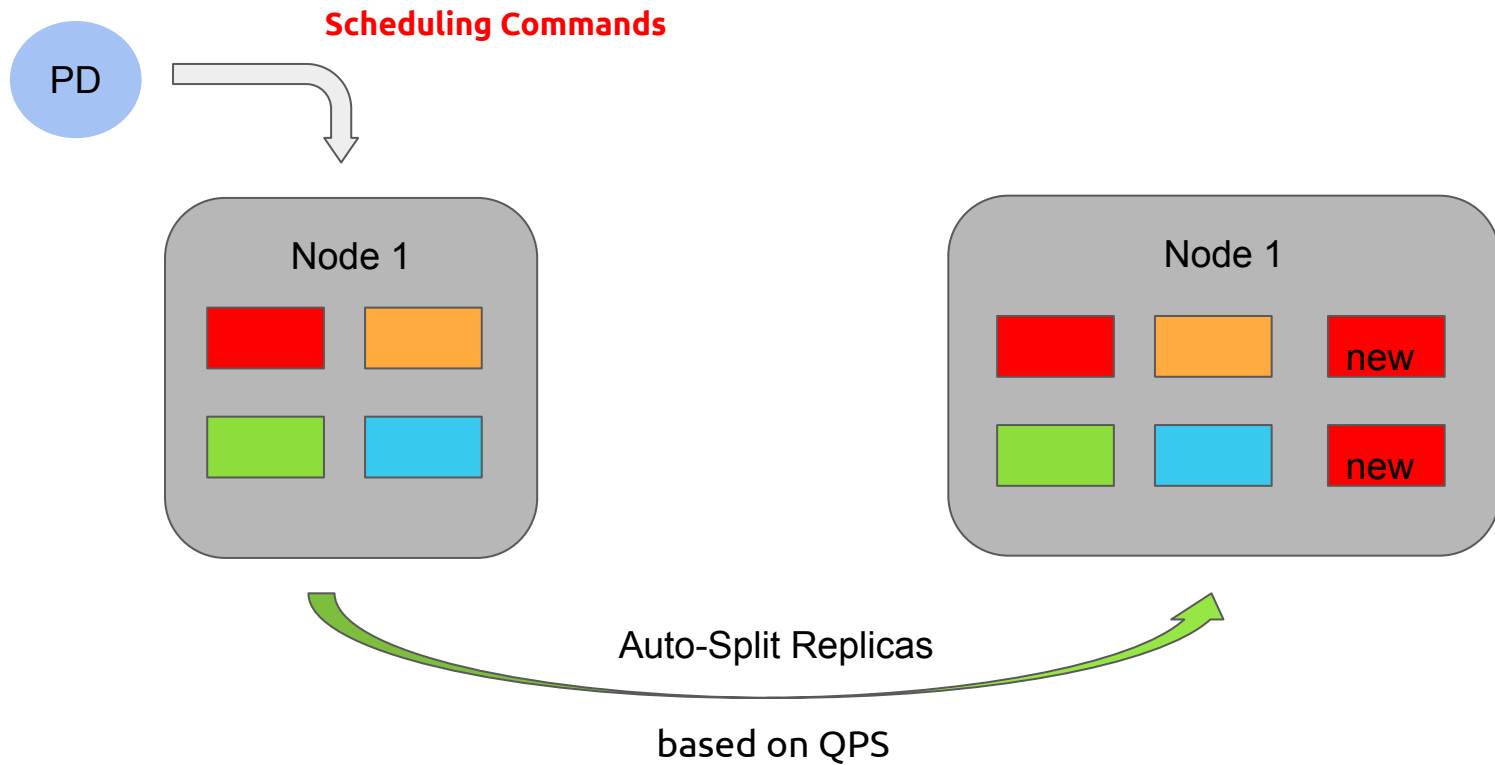 Scheduling Commands
PD
Node 1
Node 1
new
new
Auto-Split Replicas
based on QPS